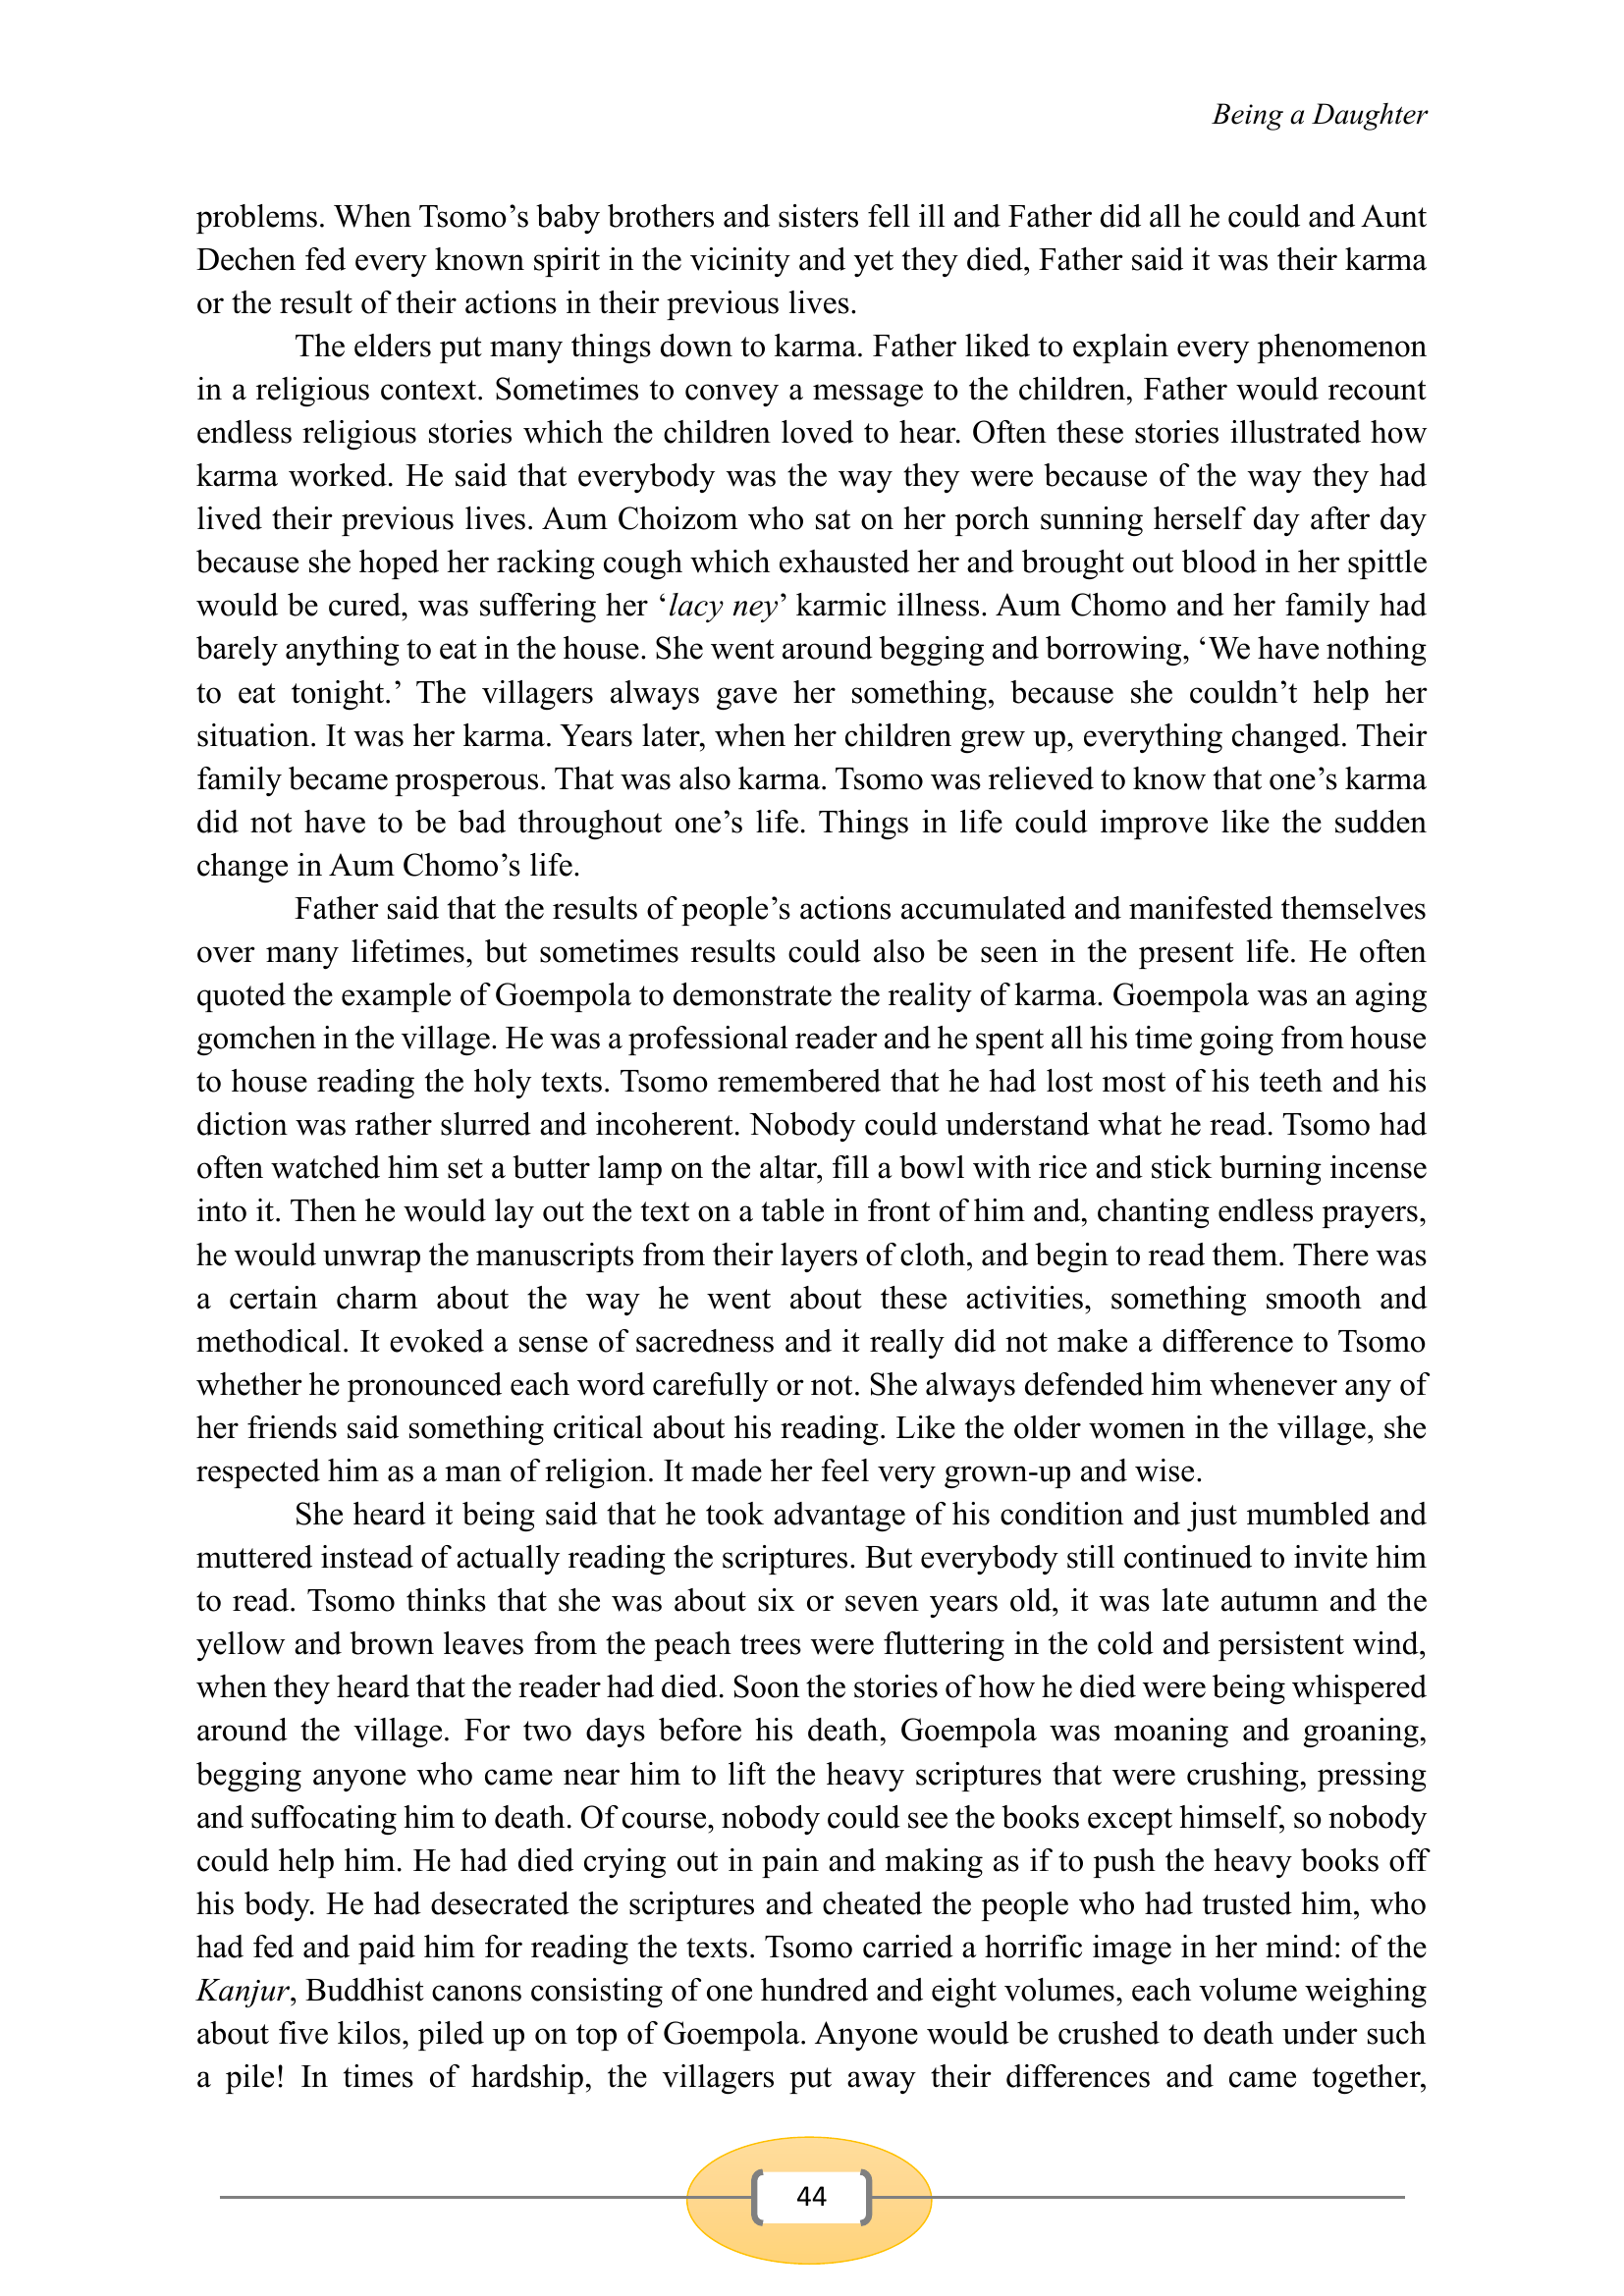 Being a Daughter
problems. When Tsomo’s baby brothers and sisters fell ill and Father did all he could and Aunt
Dechen fed every known spirit in the vicinity and yet they died, Father said it was their karma
or the result of their actions in their previous lives.
The elders put many things down to karma. Father liked to explain every phenomenon
in a religious context. Sometimes to convey a message to the children, Father would recount
endless religious stories which the children loved to hear. Often these stories illustrated how
karma worked. He said that everybody was the way they were because of the way they had
lived their previous lives. Aum Choizom who sat on her porch sunning herself day after day
because she hoped her racking cough which exhausted her and brought out blood in her spittle
would be cured, was suffering her ‘lacy ney’ karmic illness. Aum Chomo and her family had
barely anything to eat in the house. She went around begging and borrowing, ‘We have nothing
to eat tonight.’ The villagers always gave her something, because she couldn’t help her
situation. It was her karma. Years later, when her children grew up, everything changed. Their
family became prosperous. That was also karma. Tsomo was relieved to know that one’s karma
did not have to be bad throughout one’s life. Things in life could improve like the sudden
change in Aum Chomo’s life.
Father said that the results of people’s actions accumulated and manifested themselves
over many lifetimes, but sometimes results could also be seen in the present life. He often
quoted the example of Goempola to demonstrate the reality of karma. Goempola was an aging
gomchen in the village. He was a professional reader and he spent all his time going from house
to house reading the holy texts. Tsomo remembered that he had lost most of his teeth and his
diction was rather slurred and incoherent. Nobody could understand what he read. Tsomo had
often watched him set a butter lamp on the altar, fill a bowl with rice and stick burning incense
into it. Then he would lay out the text on a table in front of him and, chanting endless prayers,
he would unwrap the manuscripts from their layers of cloth, and begin to read them. There was
a certain charm about the way he went about these activities, something smooth and
methodical. It evoked a sense of sacredness and it really did not make a difference to Tsomo
whether he pronounced each word carefully or not. She always defended him whenever any of
her friends said something critical about his reading. Like the older women in the village, she
respected him as a man of religion. It made her feel very grown-up and wise.
She heard it being said that he took advantage of his condition and just mumbled and
muttered instead of actually reading the scriptures. But everybody still continued to invite him
to read. Tsomo thinks that she was about six or seven years old, it was late autumn and the
yellow and brown leaves from the peach trees were fluttering in the cold and persistent wind,
when they heard that the reader had died. Soon the stories of how he died were being whispered
around the village. For two days before his death, Goempola was moaning and groaning,
begging anyone who came near him to lift the heavy scriptures that were crushing, pressing
and suffocating him to death. Of course, nobody could see the books except himself, so nobody
could help him. He had died crying out in pain and making as if to push the heavy books off
his body. He had desecrated the scriptures and cheated the people who had trusted him, who
had fed and paid him for reading the texts. Tsomo carried a horrific image in her mind: of the
Kanjur, Buddhist canons consisting of one hundred and eight volumes, each volume weighing
about five kilos, piled up on top of Goempola. Anyone would be crushed to death under such
a pile! In times of hardship, the villagers put away their differences and came together,
44